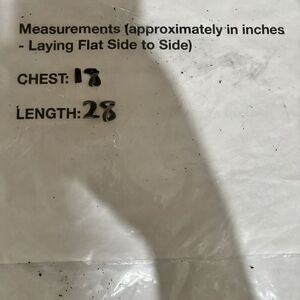 Measurements (approximately in inches
- Laying Flat Side to Side)
CHEST: 18
LENGTH: 28